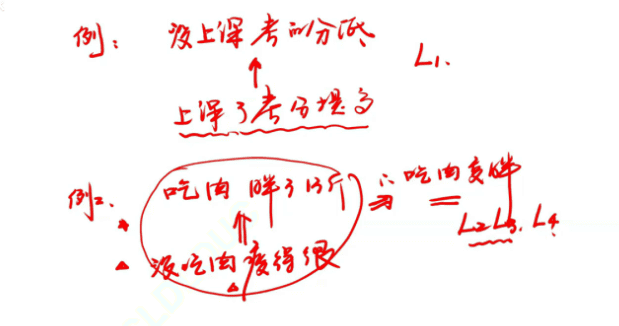 例: 没上课考的分低
L1.
上课了考分提高
例2、 吃肉 胖了13斤 ∴吃肉变胖
L2 L3. L4
没吃肉瘦得很